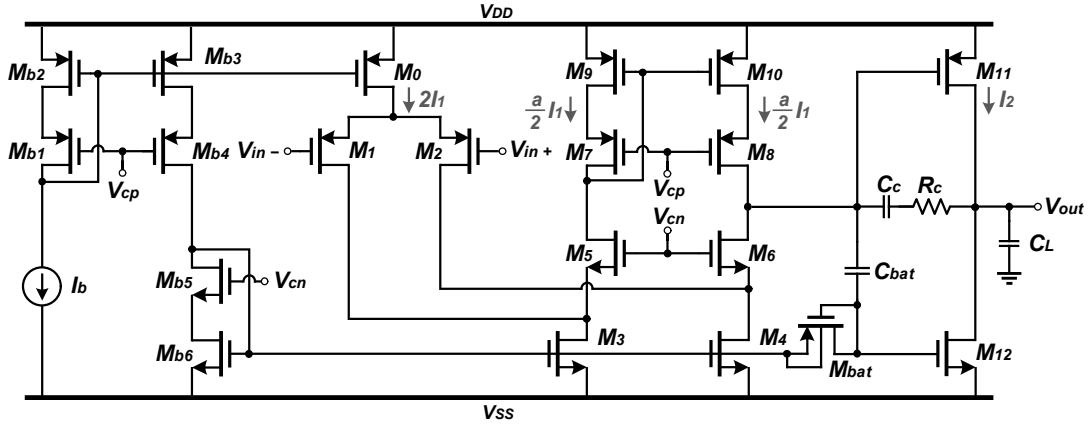 VDD
Mb2
Mb3
M0
M9
M10
M11
2I1
a/2 I1
a/2 I1
I2
Mb1
Mb4
Vin −
M1
M2
Vin +
M7
M8
Vcp
Vcp
Cc
Rc
Vout
Vcn
CL
M5
M6
Cbat
Ib
Mb5
Vcn
Mb6
M3
M4
Mbat
M12
VSS